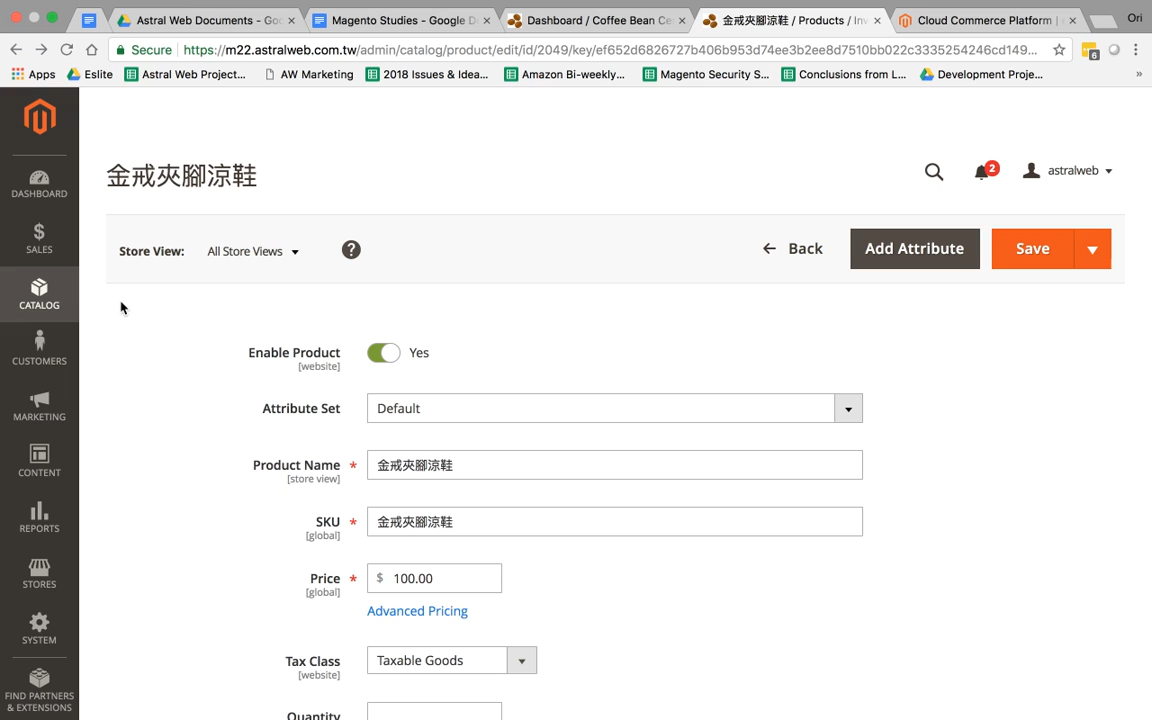 Astral Web Documents - Goo
Magento Studies - Google D
Dashboard / Coffee Bean Ce
金戒夾腳涼鞋 / Products / Inv
Cloud Commerce Platform | e
Ori
Secure
https://m22.astralweb.com.tw/admin/catalog/product/edit/id/2049/key/ef652d6826727b406b953d74ee3b2ee8d7510bb022c3335254246cd149...
6
Apps
Eslite
Astral Web Project...
AW Marketing
2018 Issues & Idea...
Amazon Bi-weekly...
Magento Security S...
Conclusions from L...
Development Proje...
»
金戒夾腳涼鞋
2
astralweb
Store View:
All Store Views
?
Back
Add Attribute
Save
DASHBOARD
$
SALES
CATALOG
CUSTOMERS
MARKETING
CONTENT
REPORTS
STORES
SYSTEM
FIND PARTNERS
& EXTENSIONS
Enable Product
[website]
Yes
Attribute Set
Default
Product Name *
[store view]
金戒夾腳涼鞋
SKU *
[global]
金戒夾腳涼鞋
Price *
[global]
$ 100.00
Advanced Pricing
Tax Class
[website]
Taxable Goods
Quantity